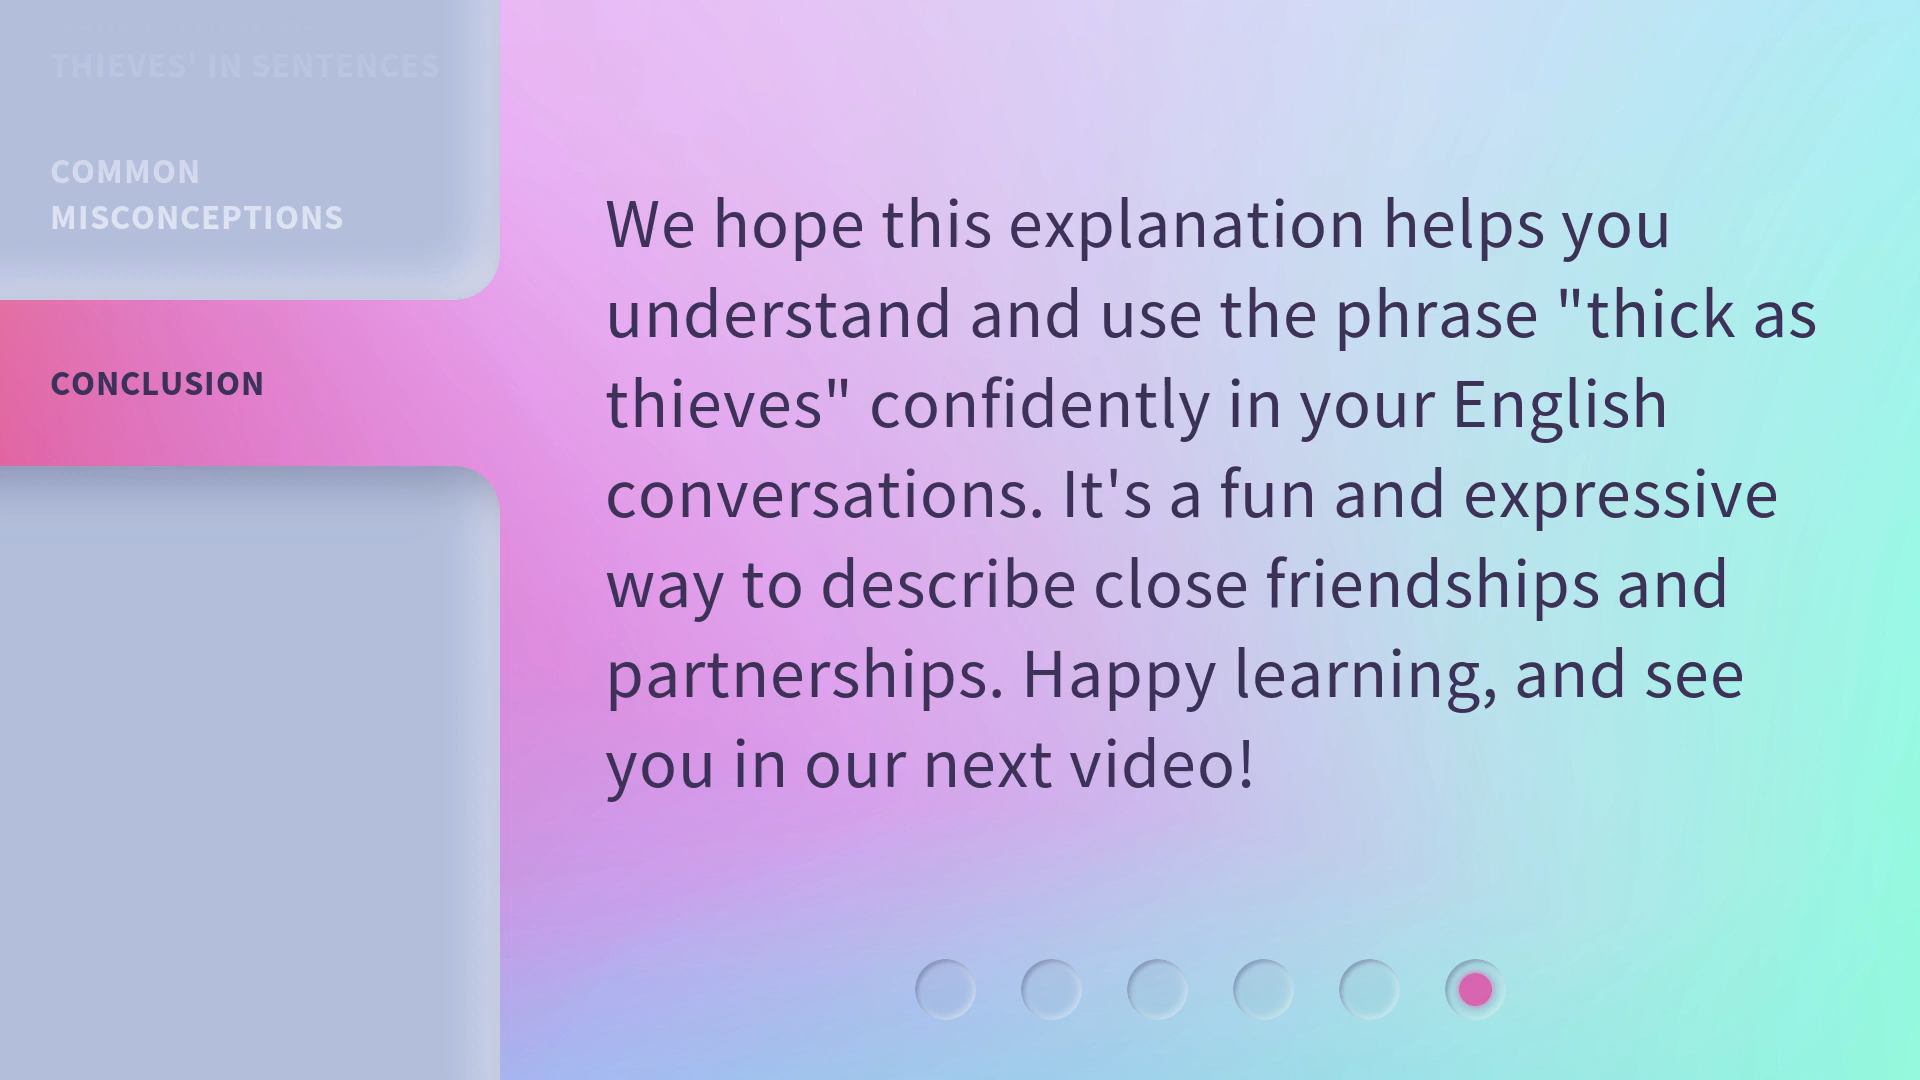 THIEVES' IN SENTENCES
COMMON
MISCONCEPTIONS
CONCLUSION
We hope this explanation helps you
understand and use the phrase "thick as
thieves" confidently in your English
conversations. It's a fun and expressive
way to describe close friendships and
partnerships. Happy learning, and see
you in our next video!